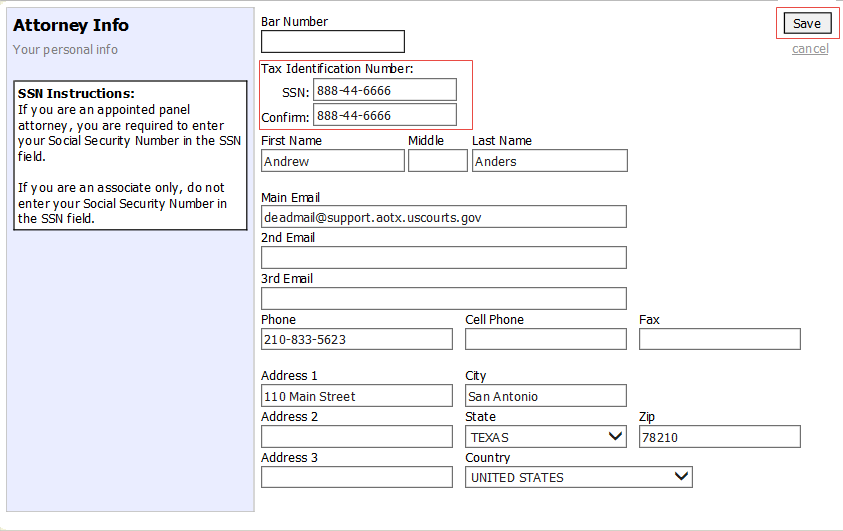 Attorney Info
Your personal info
SSN Instructions:
If you are an appointed panel
attorney, you are required to enter
your Social Security Number in the SSN
field.
If you are an associate only, do not
enter your Social Security Number in
the SSN field.
Bar Number
Save
cancel
Tax Identification Number:
SSN: 888-44-6666
Confirm: 888-44-6666
First Name Middle Last Name
Andrew Anders
Main Email
deadmail@support.aotx.uscourts.gov
2nd Email
3rd Email
Phone Cell Phone Fax
210-833-5623
Address 1 City
110 Main Street San Antonio
Address 2 State Zip
TEXAS 78210
Address 3 Country
UNITED STATES